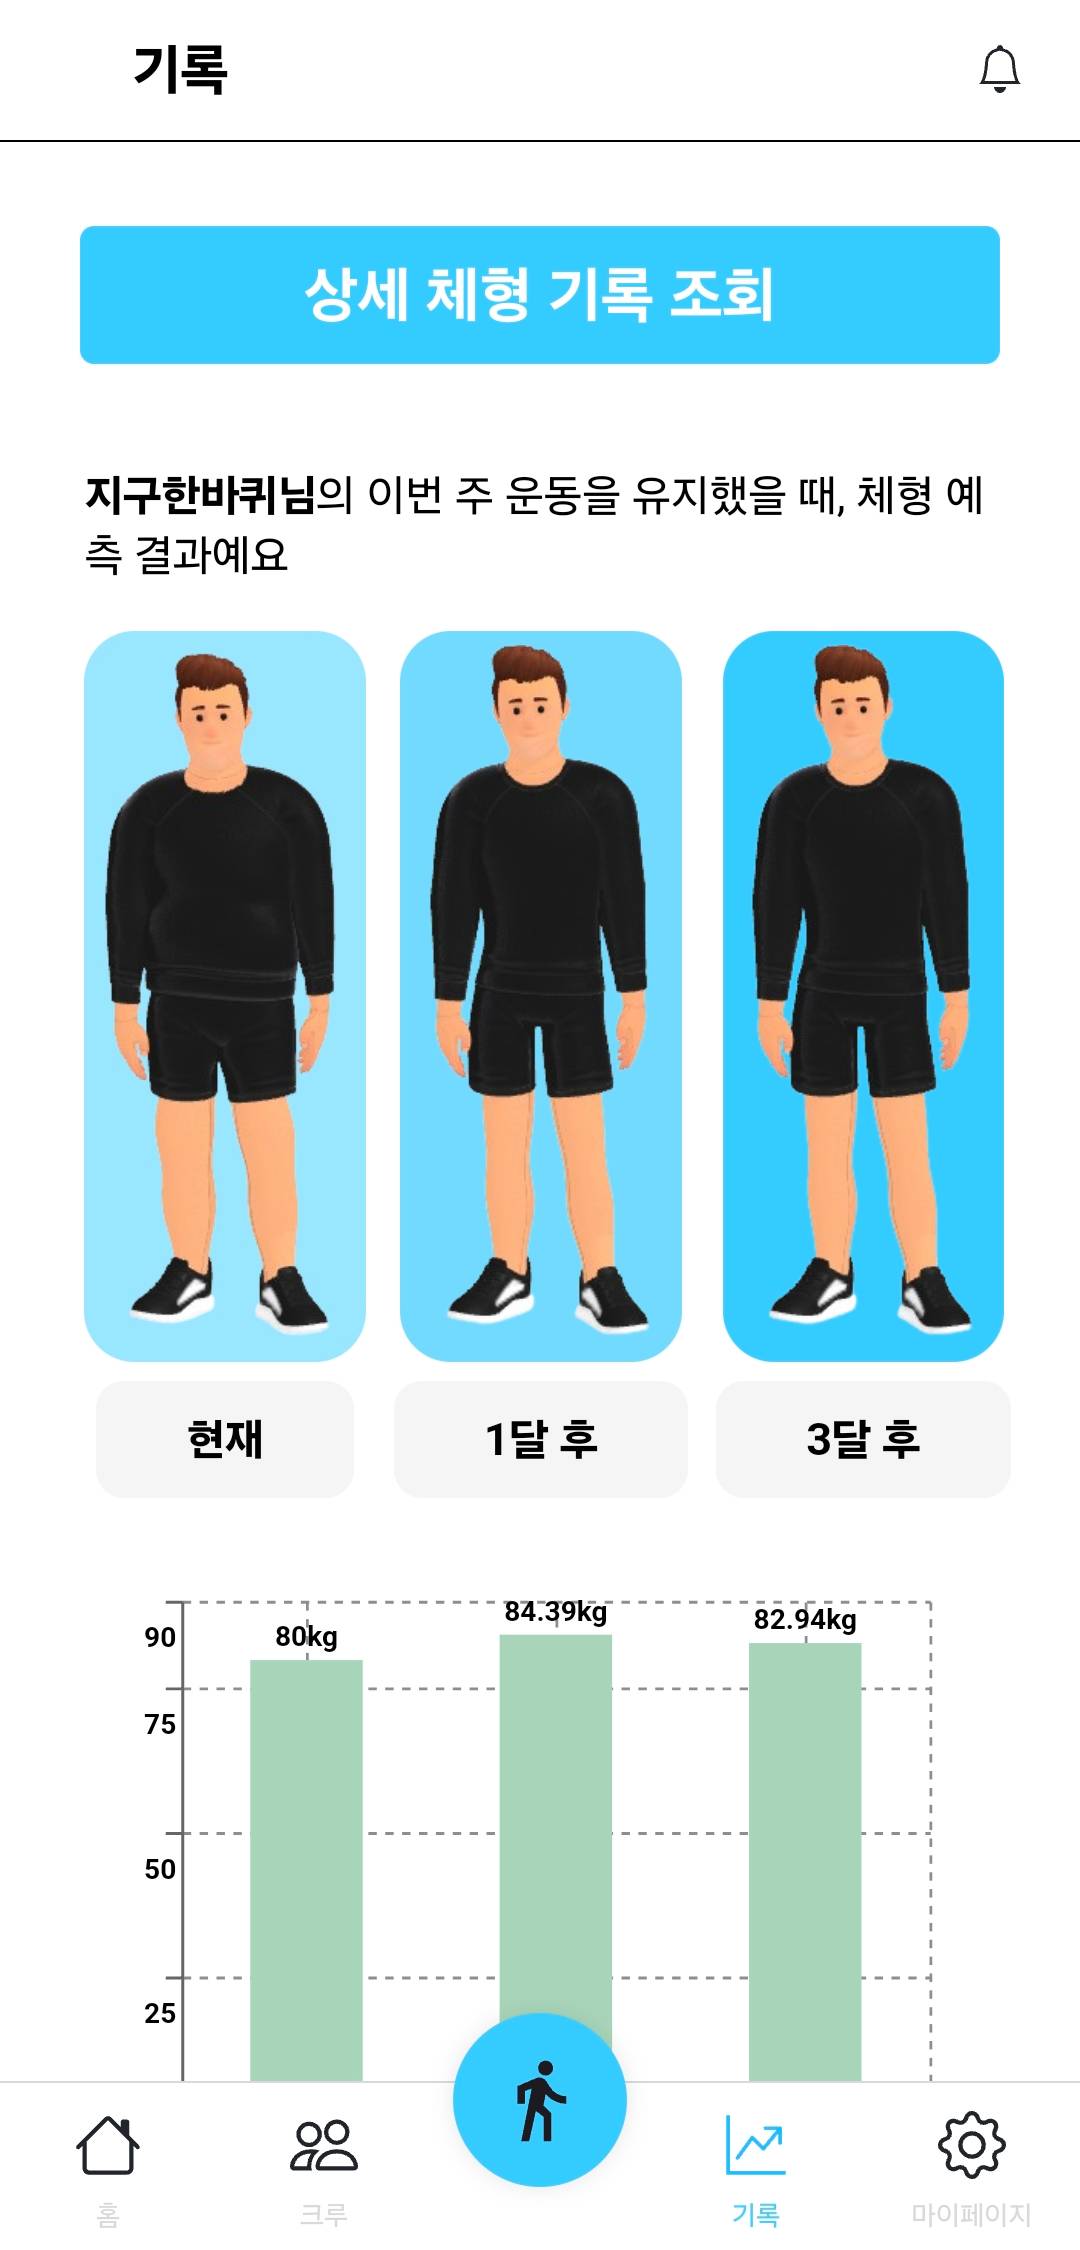 기록
상세 체형 기록 조회
지구한바퀴님의 이번 주 운동을 유지했을 때, 체형 예
측 결과예요
현재
1달 후
3달 후
90
80kg
84.39kg
82.94kg
75
50
25
홈
크루
기록
마이페이지